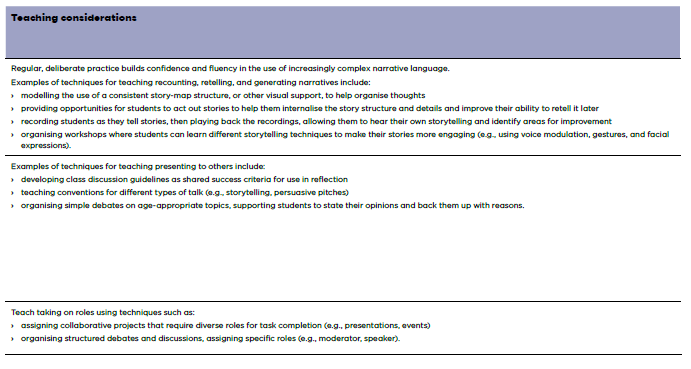 Teaching considerations
Regular, deliberate practice builds confidence and fluency in the use of increasingly complex narrative language.
Examples of techniques for teaching recounting, retelling, and generating narratives include:
› modelling the use of a consistent story-map structure, or other visual support, to help organise thoughts
› providing opportunities for students to act out stories to help them internalise the story structure and details and improve their ability to retell it later
› recording students as they tell stories, then playing back the recordings, allowing them to hear their own storytelling and identify areas for improvement
› organising workshops where students can learn different storytelling techniques to make their stories more engaging (e.g., using voice modulation, gestures, and facial
expressions).
Examples of techniques for teaching presenting to others include:
› developing class discussion guidelines as shared success criteria for use in reflection
› teaching conventions for different types of talk (e.g., storytelling, persuasive pitches)
› organising simple debates on age-appropriate topics, supporting students to state their opinions and back them up with reasons.
Teach taking on roles using techniques such as:
› assigning collaborative projects that require diverse roles for task completion (e.g., presentations, events)
› organising structured debates and discussions, assigning specific roles (e.g., moderator, speaker).